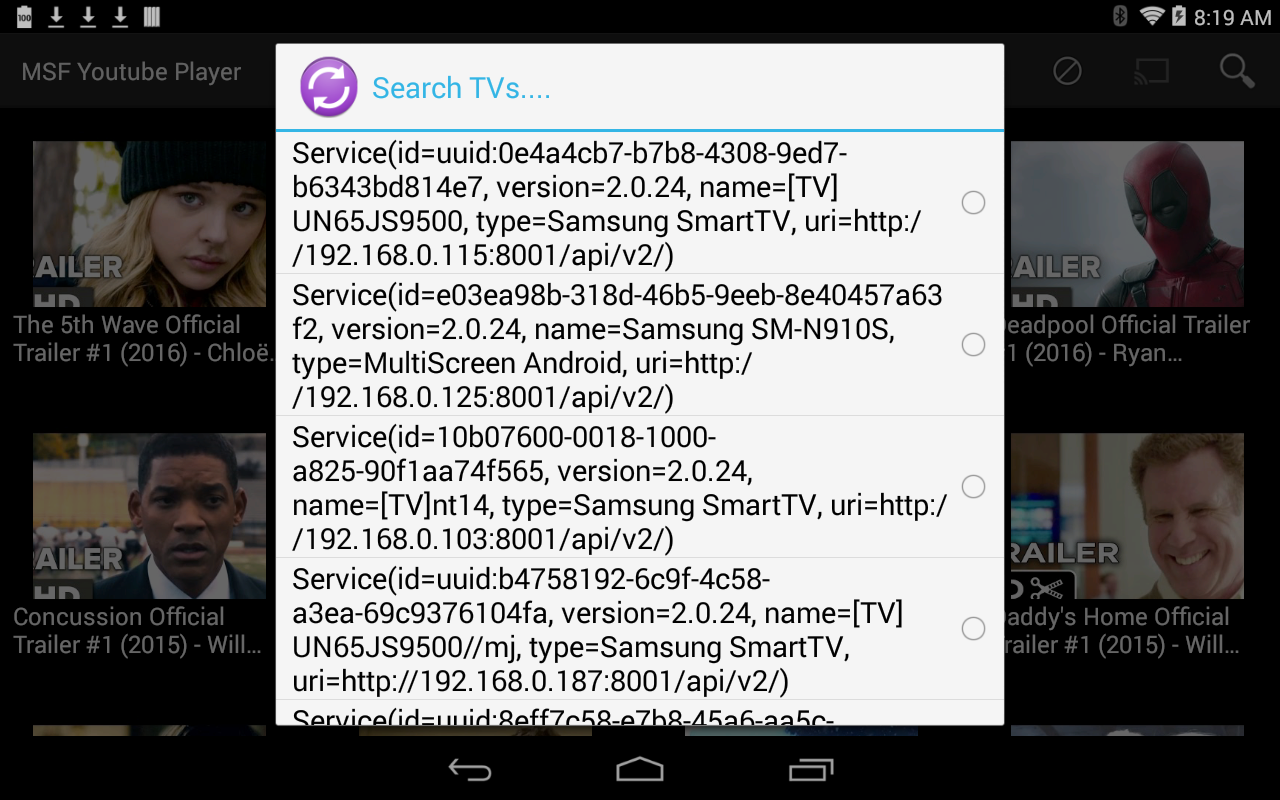 100
8:19 AM
MSF Youtube Player
Search TVs....
Service(id=uuid:0e4a4cb7-b7b8-4308-9ed7-
b6343bd814e7, version=2.0.24, name=[TV]
UN65JS9500, type=Samsung SmartTV, uri=http:/
/192.168.0.115:8001/api/v2/)
Service(id=e03ea98b-318d-46b5-9eeb-8e40457a63
f2, version=2.0.24, name=Samsung SM-N910S,
type=MultiScreen Android, uri=http:/
/192.168.0.125:8001/api/v2/)
Service(id=10b07600-0018-1000-
a825-90f1aa74f565, version=2.0.24,
name=[TV]nt14, type=Samsung SmartTV, uri=http:/
/192.168.0.103:8001/api/v2/)
Service(id=uuid:b4758192-6c9f-4c58-
a3ea-69c9376104fa, version=2.0.24, name=[TV]
UN65JS9500//mj, type=Samsung SmartTV,
uri=http://192.168.0.187:8001/api/v2/)
Service(id=uuid:8eff7c58-e7b8-45a6-aa5c-
AILER
HD
The 5th Wave Official
Trailer #1 (2016) - Chloë.
AILER
HD
eadpool Official Trailer
1 (2016) - Ryan...
AILER
HD
Concussion Official
Trailer #1 (2015) - Will...
RAILER
D
addy's Home Official
railer #1 (2015) - Will...